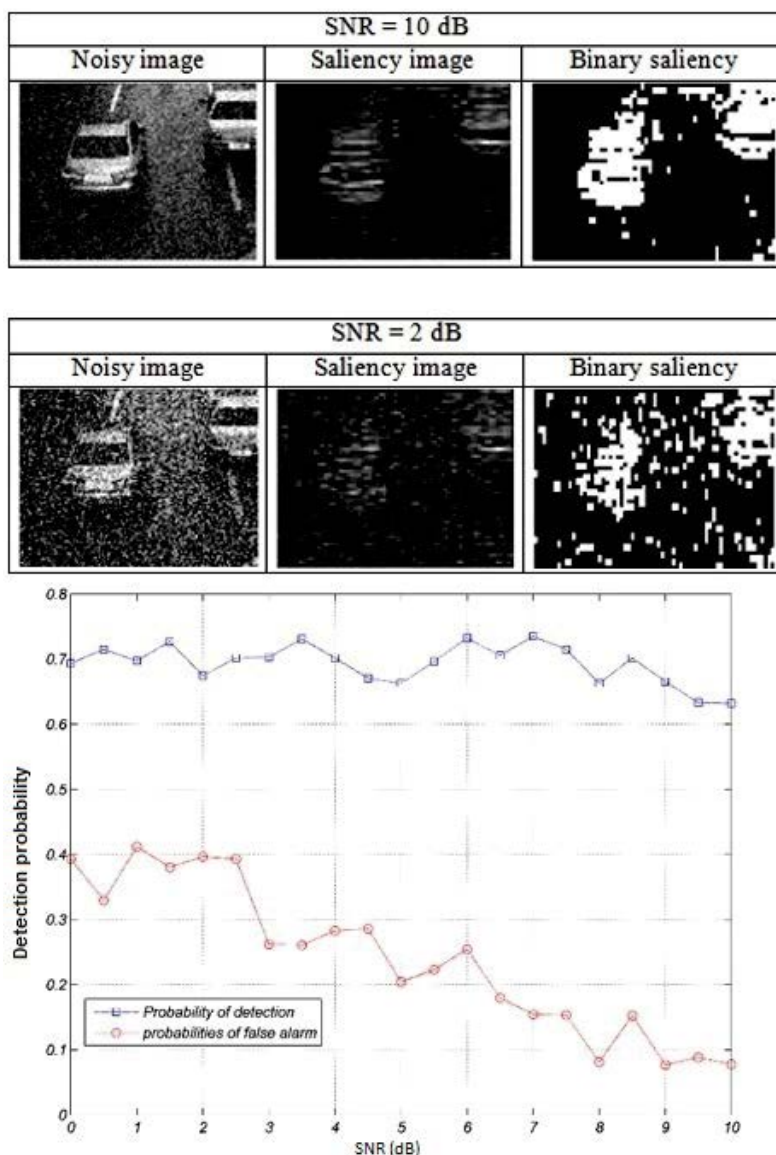 SNR = 10 dB
Noisy image Saliency image Binary saliency
SNR = 2 dB
Noisy image Saliency image Binary saliency
0.8
0.7
0.6
0.5
0.4
0.3
0.2
0.1
0
Detection probability
Probability of detection
probabilities of false alarm
0 1 2 3 4 5 6 7 8 9 10
SNR (dB)